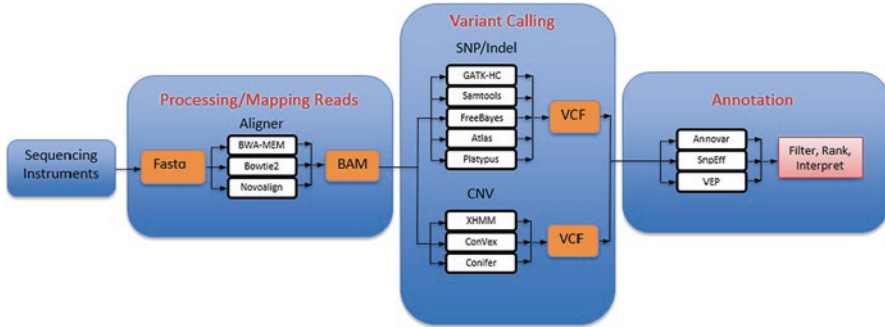 Sequencing
Instruments
Processing/Mapping Reads
Fasta
Aligner
BWA-MEM
Bowtie2
Novoalign
BAM
Variant Calling
SNP/Indel
GATK-HC
Samtools
FreeBayes
Atlas
Platypus
VCF
CNV
XHMM
ConVex
Conifer
VCF
Annotation
Annovar
SnpEff
VEP
Filter, Rank,
Interpret